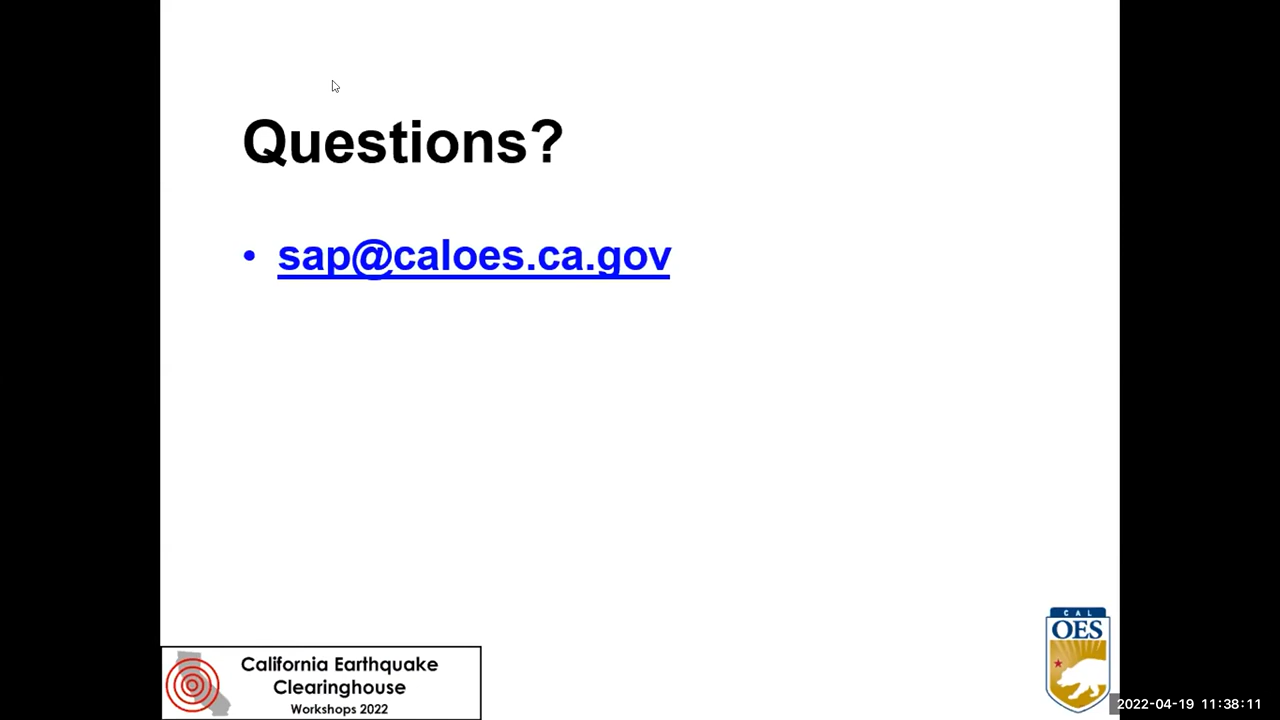 Questions?
• sap@caloes.ca.gov
California Earthquake
Clearinghouse
Workshops 2022
CAL
OES
2022-04-19 11:38:11